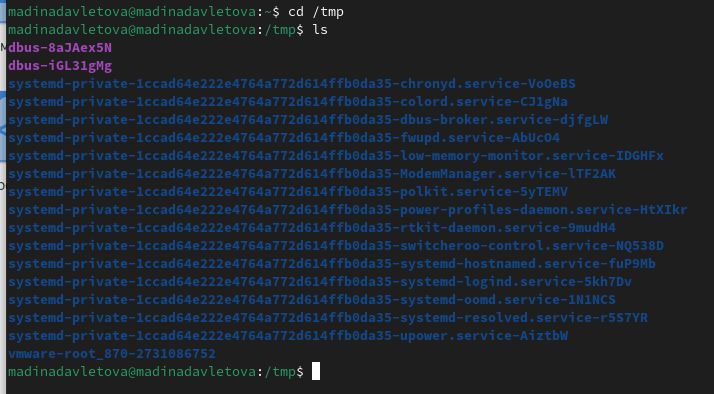 madinadavletova@madinadavletova:~$ cd /tmp
madinadavletova@madinadavletova:/tmp$ ls
dbus-8aJAex5N
dbus-iGL31gMg
systemd-private-1ccad64e222e4764a772d614ffb0da35-chronyd.service-VoOeBS
systemd-private-1ccad64e222e4764a772d614ffb0da35-colord.service-CJ1gNa
systemd-private-1ccad64e222e4764a772d614ffb0da35-dbus-broker.service-djfgLW
systemd-private-1ccad64e222e4764a772d614ffb0da35-fwupd.service-AbUcO4
systemd-private-1ccad64e222e4764a772d614ffb0da35-low-memory-monitor.service-IDGHFx
systemd-private-1ccad64e222e4764a772d614ffb0da35-ModemManager.service-lTF2AK
systemd-private-1ccad64e222e4764a772d614ffb0da35-polkit.service-5yTEMV
systemd-private-1ccad64e222e4764a772d614ffb0da35-power-profiles-daemon.service-HtXIkr
systemd-private-1ccad64e222e4764a772d614ffb0da35-rtkit-daemon.service-9mudH4
systemd-private-1ccad64e222e4764a772d614ffb0da35-switcheroo-control.service-NQ538D
systemd-private-1ccad64e222e4764a772d614ffb0da35-systemd-hostnamed.service-fuP9Mb
systemd-private-1ccad64e222e4764a772d614ffb0da35-systemd-logind.service-5kh7Dv
systemd-private-1ccad64e222e4764a772d614ffb0da35-systemd-oomd.service-1N1NCS
systemd-private-1ccad64e222e4764a772d614ffb0da35-systemd-resolved.service-r5S7YR
systemd-private-1ccad64e222e4764a772d614ffb0da35-upower.service-AiztbW
vmware-root_870-2731086752
madinadavletova@madinadavletova:/tmp$